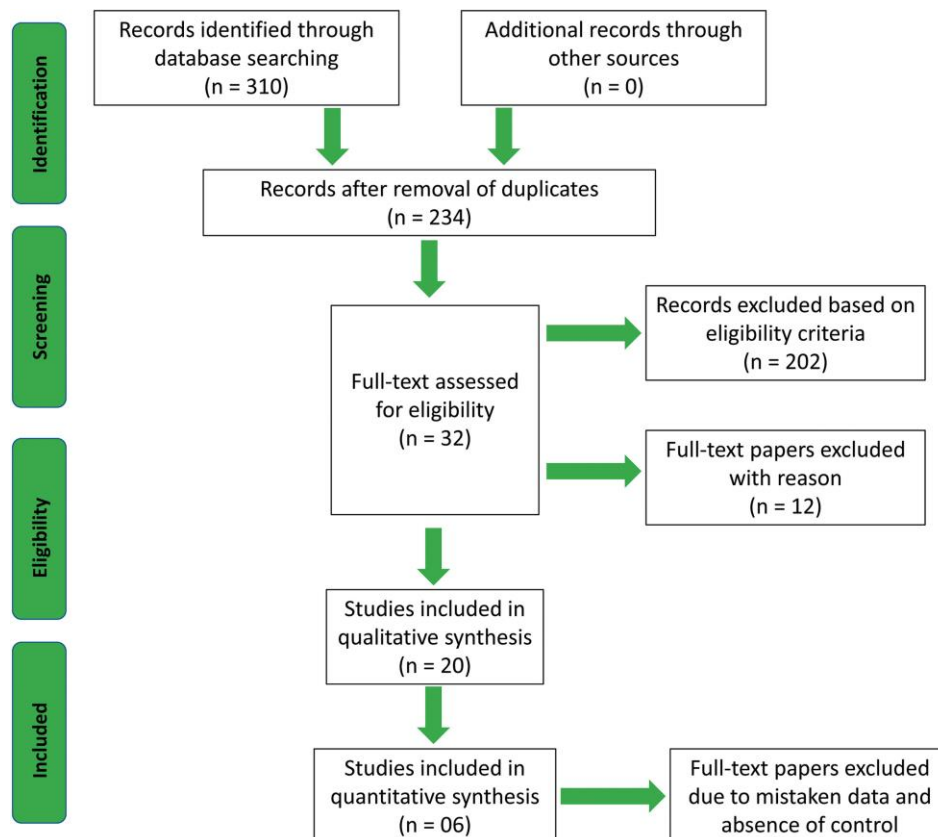 Identification
Records identified through
database searching
(n = 310)
Additional records through
other sources
(n = 0)
Records after removal of duplicates
(n = 234)
Screening
Records excluded based on
eligibility criteria
(n = 202)
Full-text assessed
for eligibility
(n = 32)
Full-text papers excluded
with reason
(n = 12)
Eligibility
Studies included in
qualitative synthesis
(n = 20)
Included
Studies included in
quantitative synthesis
(n = 06)
Full-text papers excluded
due to mistaken data and
absence of control